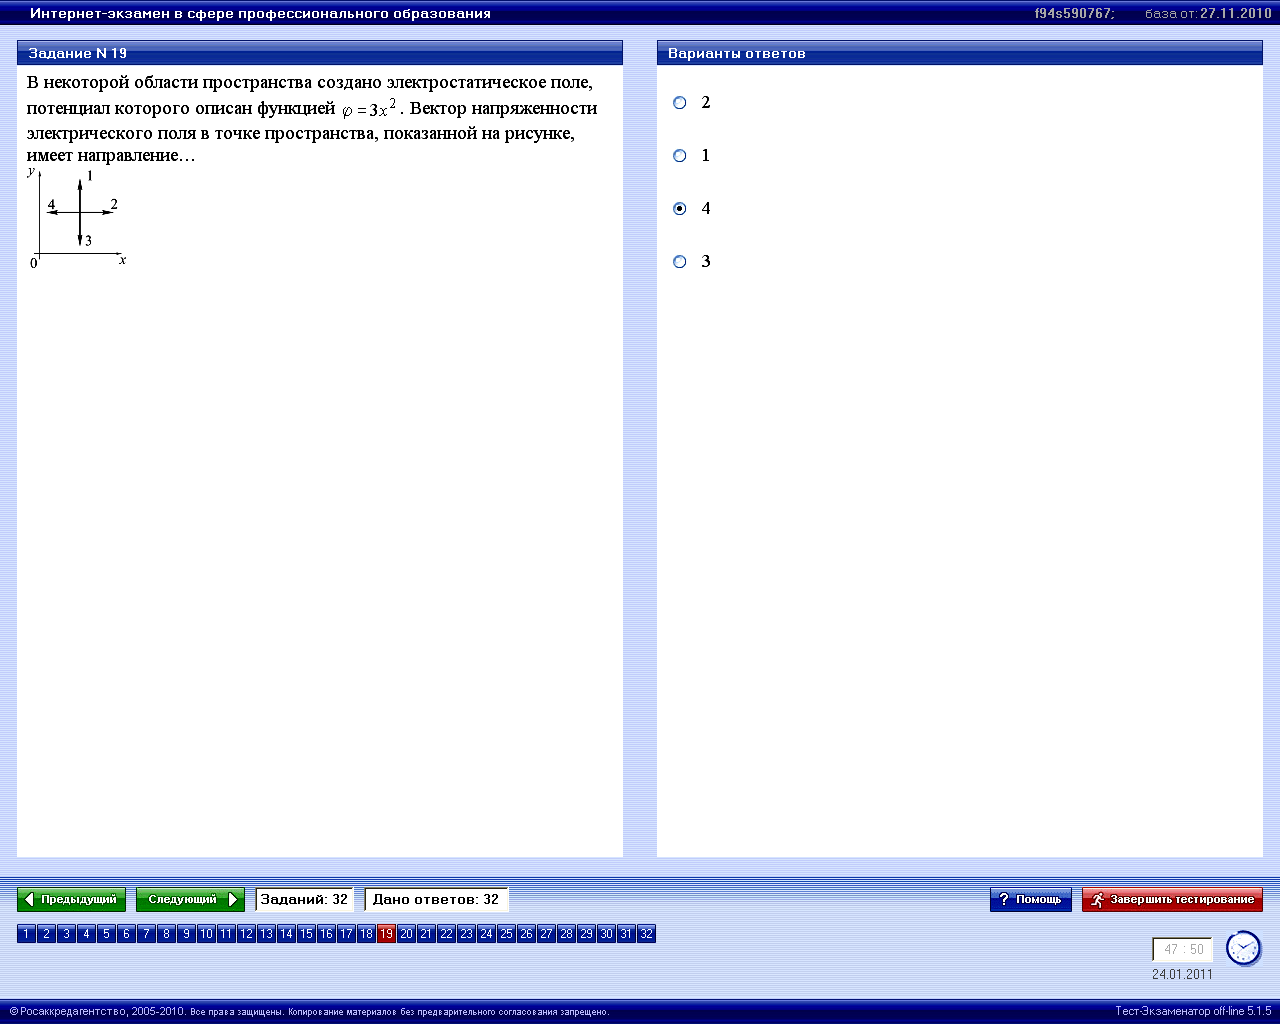 Интернет-экзамен в сфере профессионального образования
f94s590767; база от: 27.11.2010
Задание N 19
В некоторой области пространства создано электростатическое поле,
потенциал которого описан функцией φ = 3x². Вектор напряженности
электрического поля в точке пространства, показанной на рисунке,
имеет направление…
y 1
4 2
3
0 x
Варианты ответов
2
1
4
3
Предыдущий Следующий Заданий: 32 Дано ответов: 32 Помощь Завершить тестирование
1 2 3 4 5 6 7 8 9 10 11 12 13 14 15 16 17 18 19 20 21 22 23 24 25 26 27 28 29 30 31 32
47 : 50
24.01.2011
© Росаккредагентство, 2005-2010. Все права защищены. Копирование материалов без предварительного согласования запрещено. Тест-Экзаменатор off-line 5.1.5